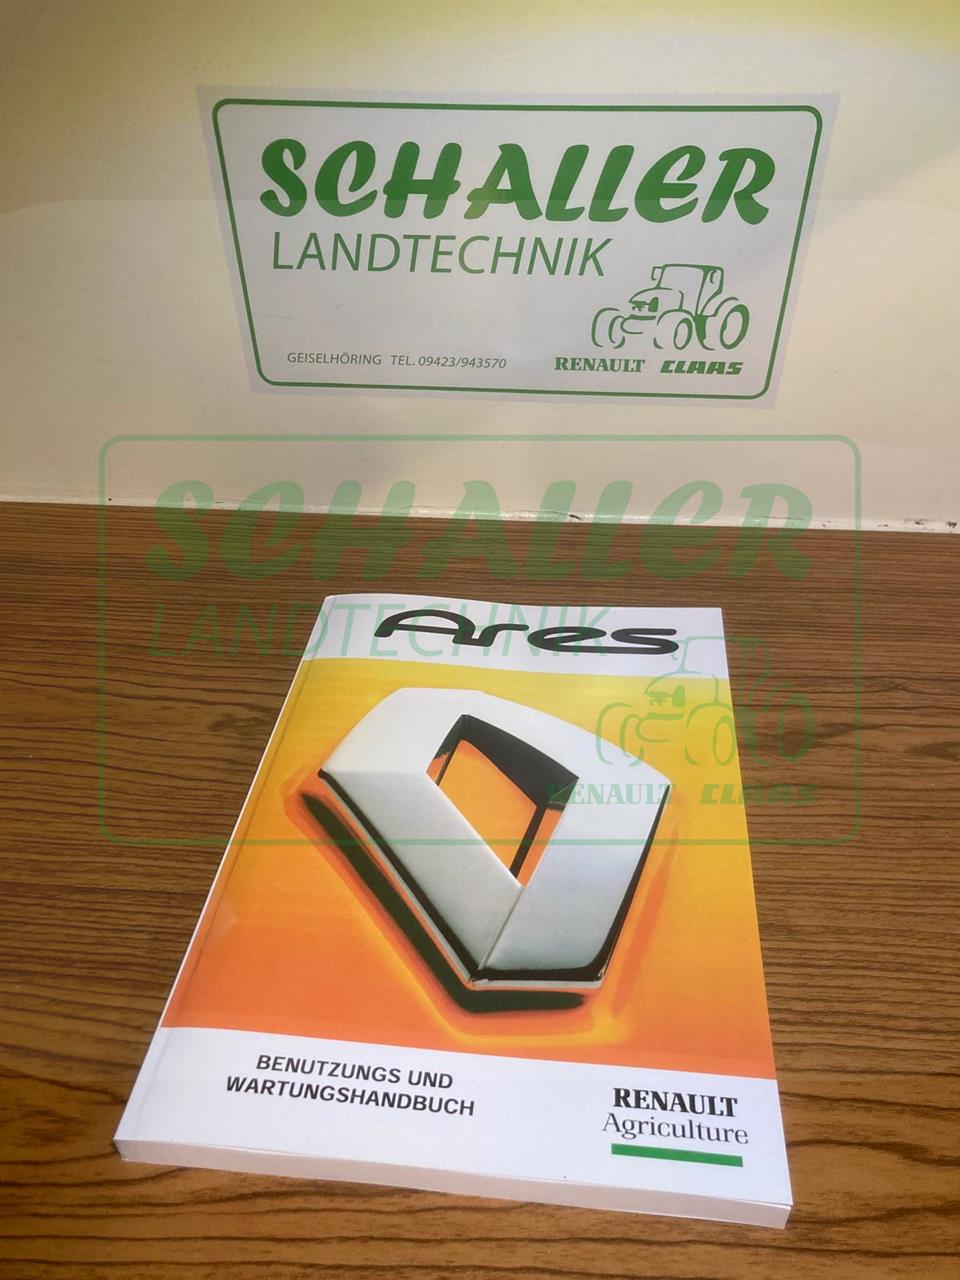 SCHALLER
LANDTECHNIK
GEISELHÖRING TEL. 09423/943570
RENAULT CLAAS
SCHALLER
LANDTECHNIK
RENAULT CLAAS
Ares
BENUTZUNGS UND
WARTUNGSHANDBUCH
RENAULT
Agriculture